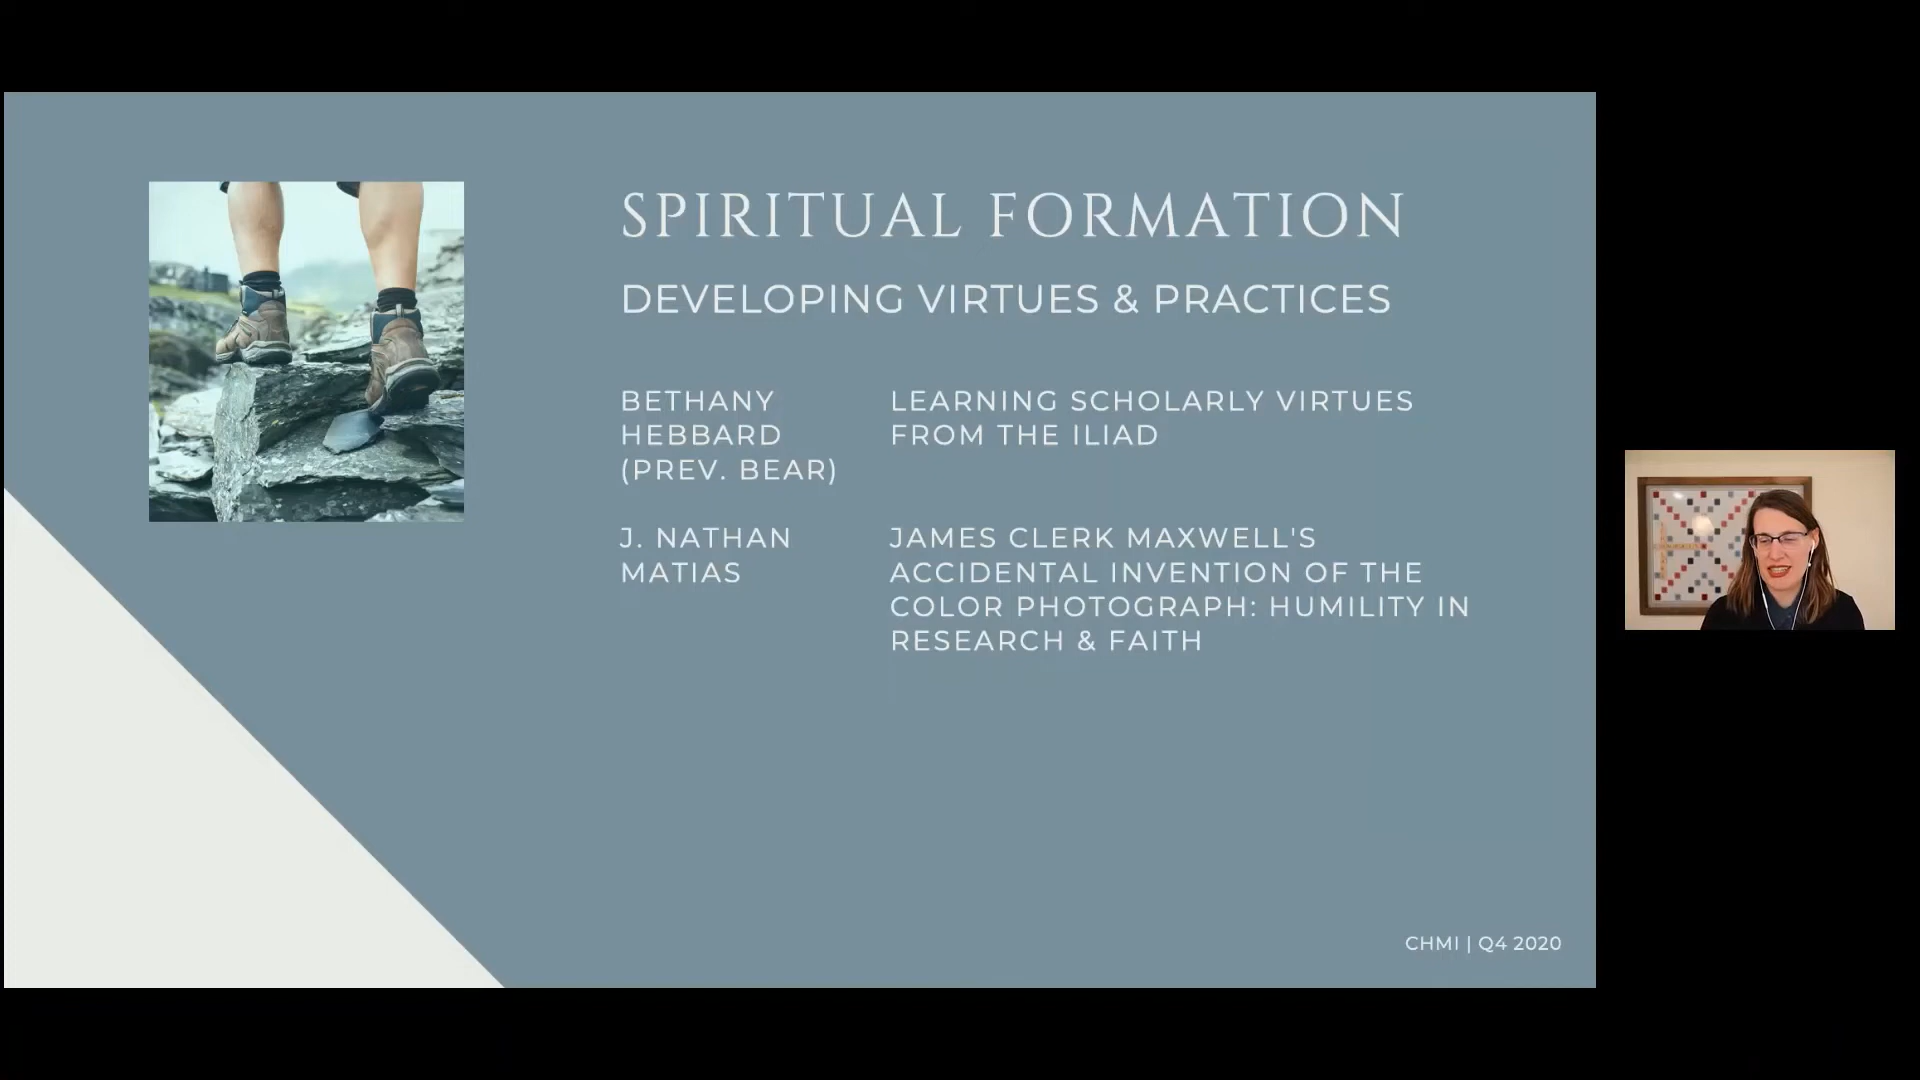 SPIRITUAL FORMATION
DEVELOPING VIRTUES & PRACTICES
BETHANY
HEBBARD
(PREV. BEAR)
LEARNING SCHOLARLY VIRTUES
FROM THE ILIAD
J. NATHAN
MATIAS
JAMES CLERK MAXWELL'S
ACCIDENTAL INVENTION OF THE
COLOR PHOTOGRAPH: HUMILITY IN
RESEARCH & FAITH
CHMI | Q4 2020